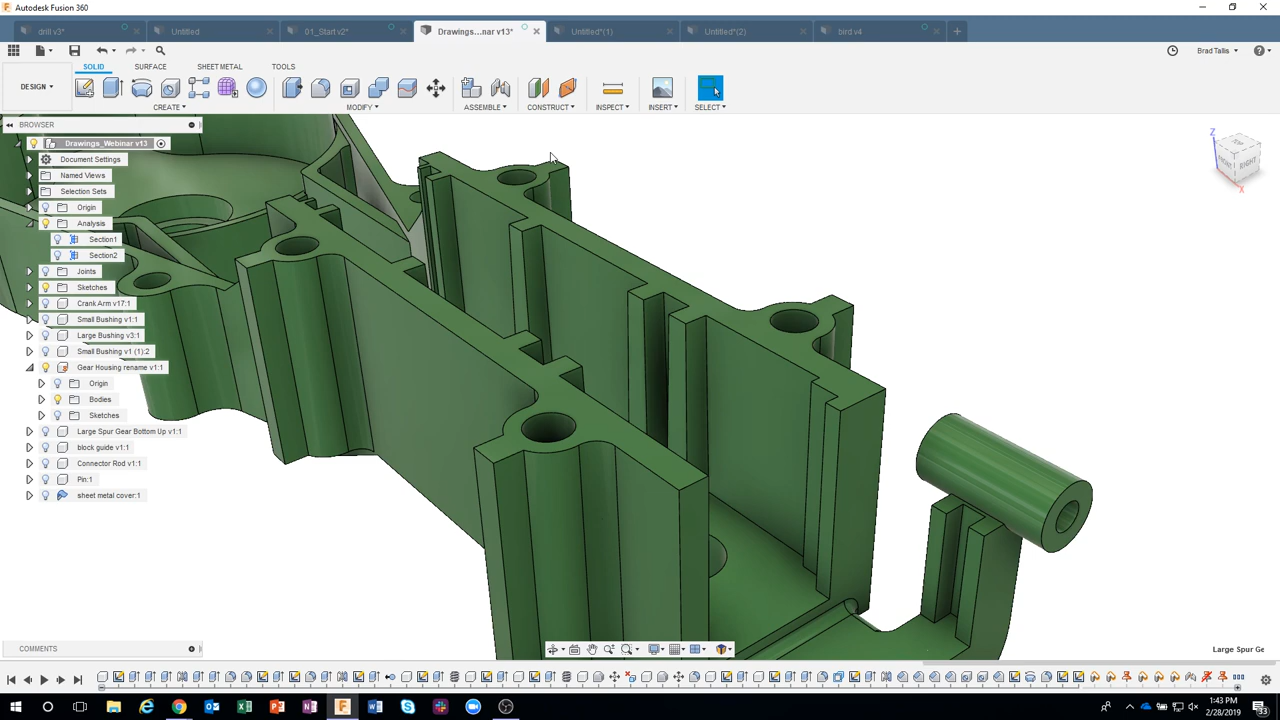 Autodesk Fusion 360
drill v3*
Untitled
01_Start v2*
Drawings...nar v13*
Untitled*(1)
Untitled*(2)
bird v4
Brad Tallis
SOLID
SURFACE
SHEET METAL
TOOLS
DESIGN
CREATE
MODIFY
ASSEMBLE
CONSTRUCT
INSPECT
INSERT
SELECT
BROWSER
Drawings_Webinar v13
Document Settings
Named Views
Selection Sets
Origin
Analysis
Section1
Section2
Joints
Sketches
Crank Arm v17:1
Small Bushing v1:1
Large Bushing v3:1
Small Bushing v1 (1):2
Gear Housing rename v1:1
Origin
Bodies
Sketches
Large Spur Gear Bottom Up v1:1
block guide v1:1
Connector Rod v1:1
Pin:1
sheet metal cover:1
Z
X
TOP
FRONT
RIGHT
COMMENTS
Large Spur Ge
1:43 PM
2/28/2019
33